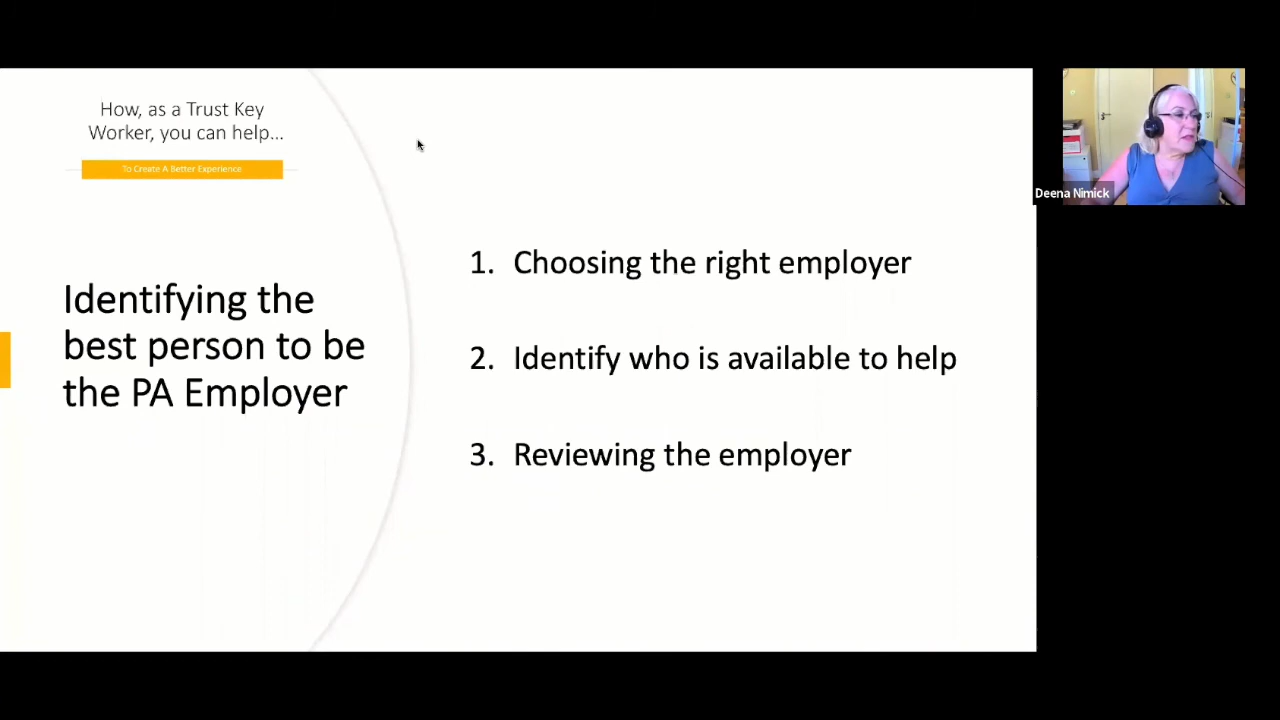 How, as a Trust Key
Worker, you can help...
To Create A Better Experience
Identifying the
best person to be
the PA Employer
1. Choosing the right employer
2. Identify who is available to help
3. Reviewing the employer
Deena Nimick